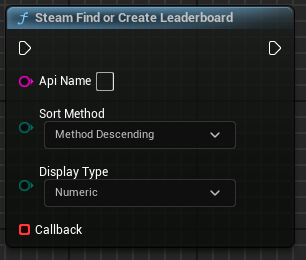 Steam Find or Create Leaderboard
Api Name
Sort Method
Method Descending
Display Type
Numeric
Callback